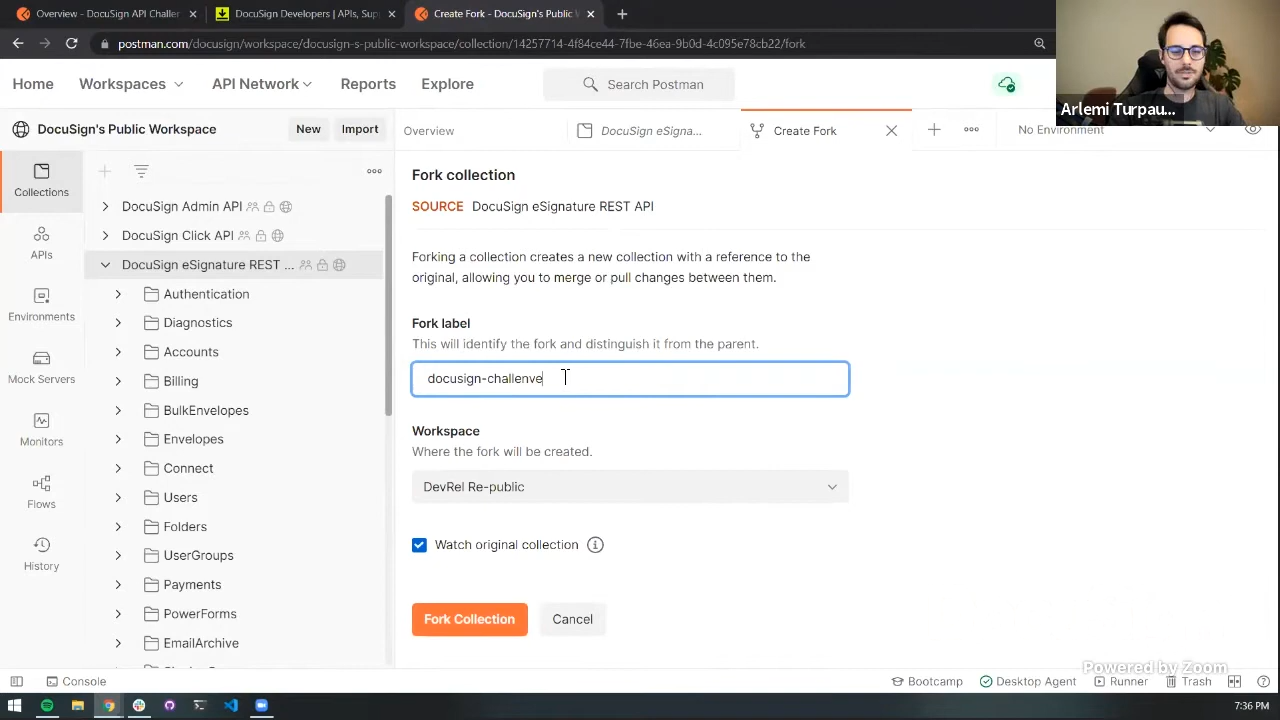 Overview - DocuSign API Challer
DocuSign Developers | APIs, Sup
Create Fork - DocuSign's Public W
postman.com/docusign/workspace/docusign-s-public-workspace/collection/14257714-4f84ce44-7fbe-46ea-9b0d-4c095e78cb22/fork
Home
Workspaces
API Network
Reports
Explore
Search Postman
Arlemi Turpau...
DocuSign's Public Workspace
New
Import
Overview
DocuSign eSigna...
Create Fork
No Environment
Collections
APIs
Environments
Mock Servers
Monitors
Flows
History
DocuSign Admin API
DocuSign Click API
DocuSign eSignature REST ...
Authentication
Diagnostics
Accounts
Billing
BulkEnvelopes
Envelopes
Connect
Users
Folders
UserGroups
Payments
PowerForms
EmailArchive
Fork collection
SOURCE DocuSign eSignature REST API
Forking a collection creates a new collection with a reference to the
original, allowing you to merge or pull changes between them.
Fork label
This will identify the fork and distinguish it from the parent.
docusign-challenve
Workspace
Where the fork will be created.
DevRel Re-public
Watch original collection
Fork Collection
Cancel
Powered by Zoom
Console
Bootcamp
Desktop Agent
Runner
Trash
7:36 PM